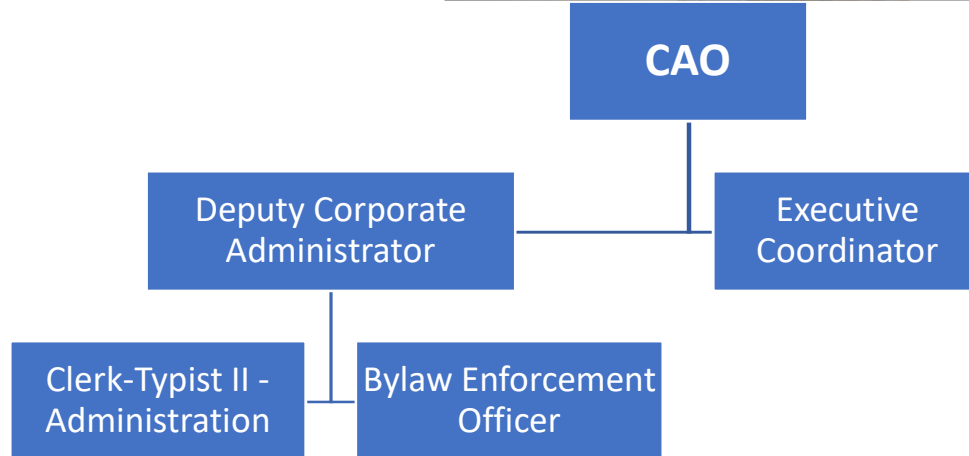 CAO
Deputy Corporate
Administrator
Executive
Coordinator
Clerk-Typist II -
Administration
Bylaw Enforcement
Officer